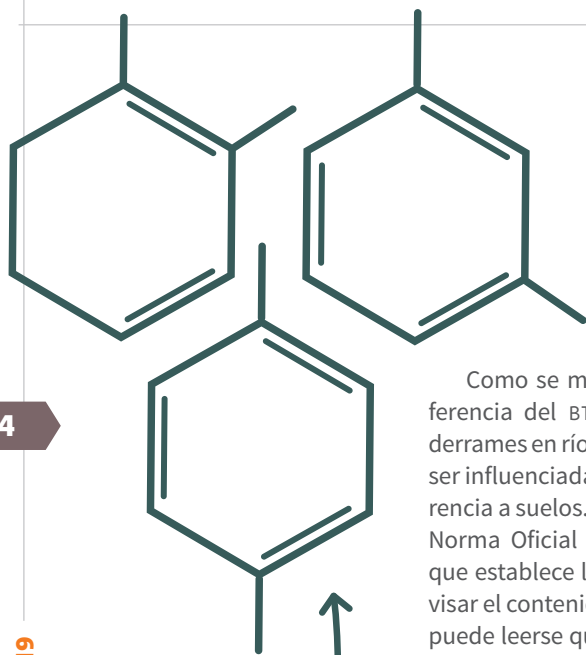 4
Como se m
ferencia del BT
derrames en río
ser influenciada
rencia a suelos.
Norma Oficial
que establece l
visar el conteni
puede leerse qu